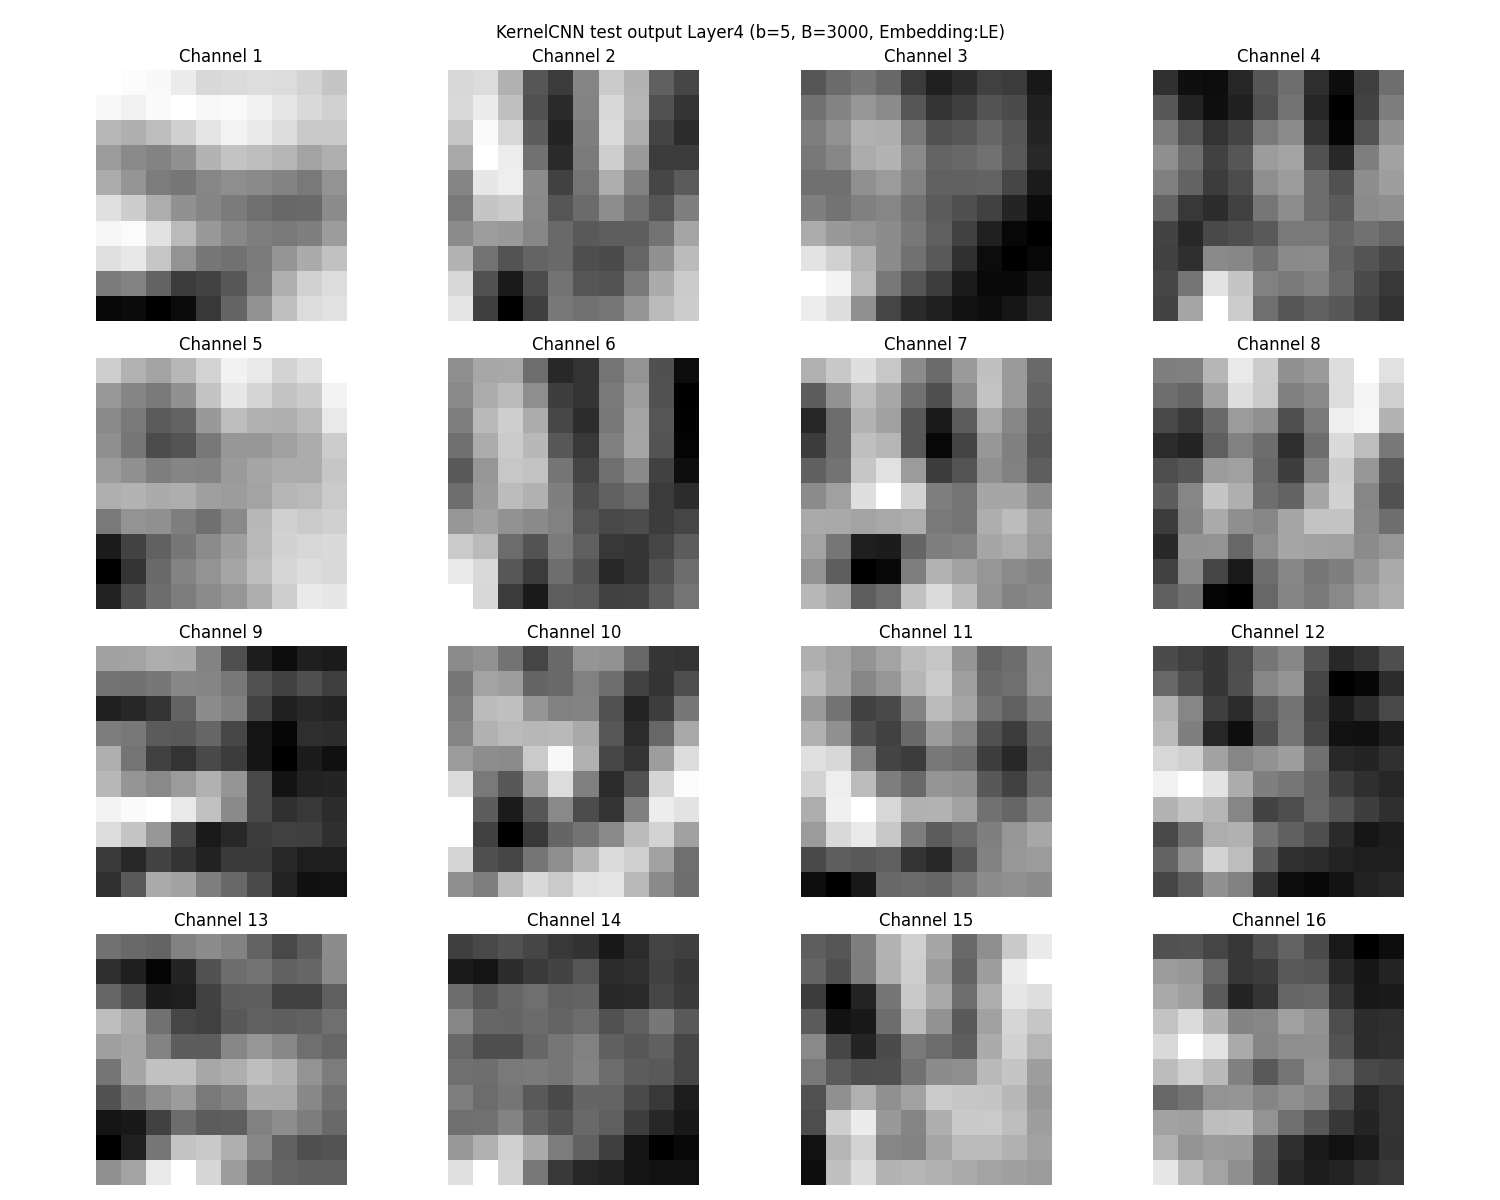 KernelCNN test output Layer4 (b=5, B=3000, Embedding:LE)
Channel 1
Channel 2
Channel 3
Channel 4
Channel 5
Channel 6
Channel 7
Channel 8
Channel 9
Channel 10
Channel 11
Channel 12
Channel 13
Channel 14
Channel 15
Channel 16